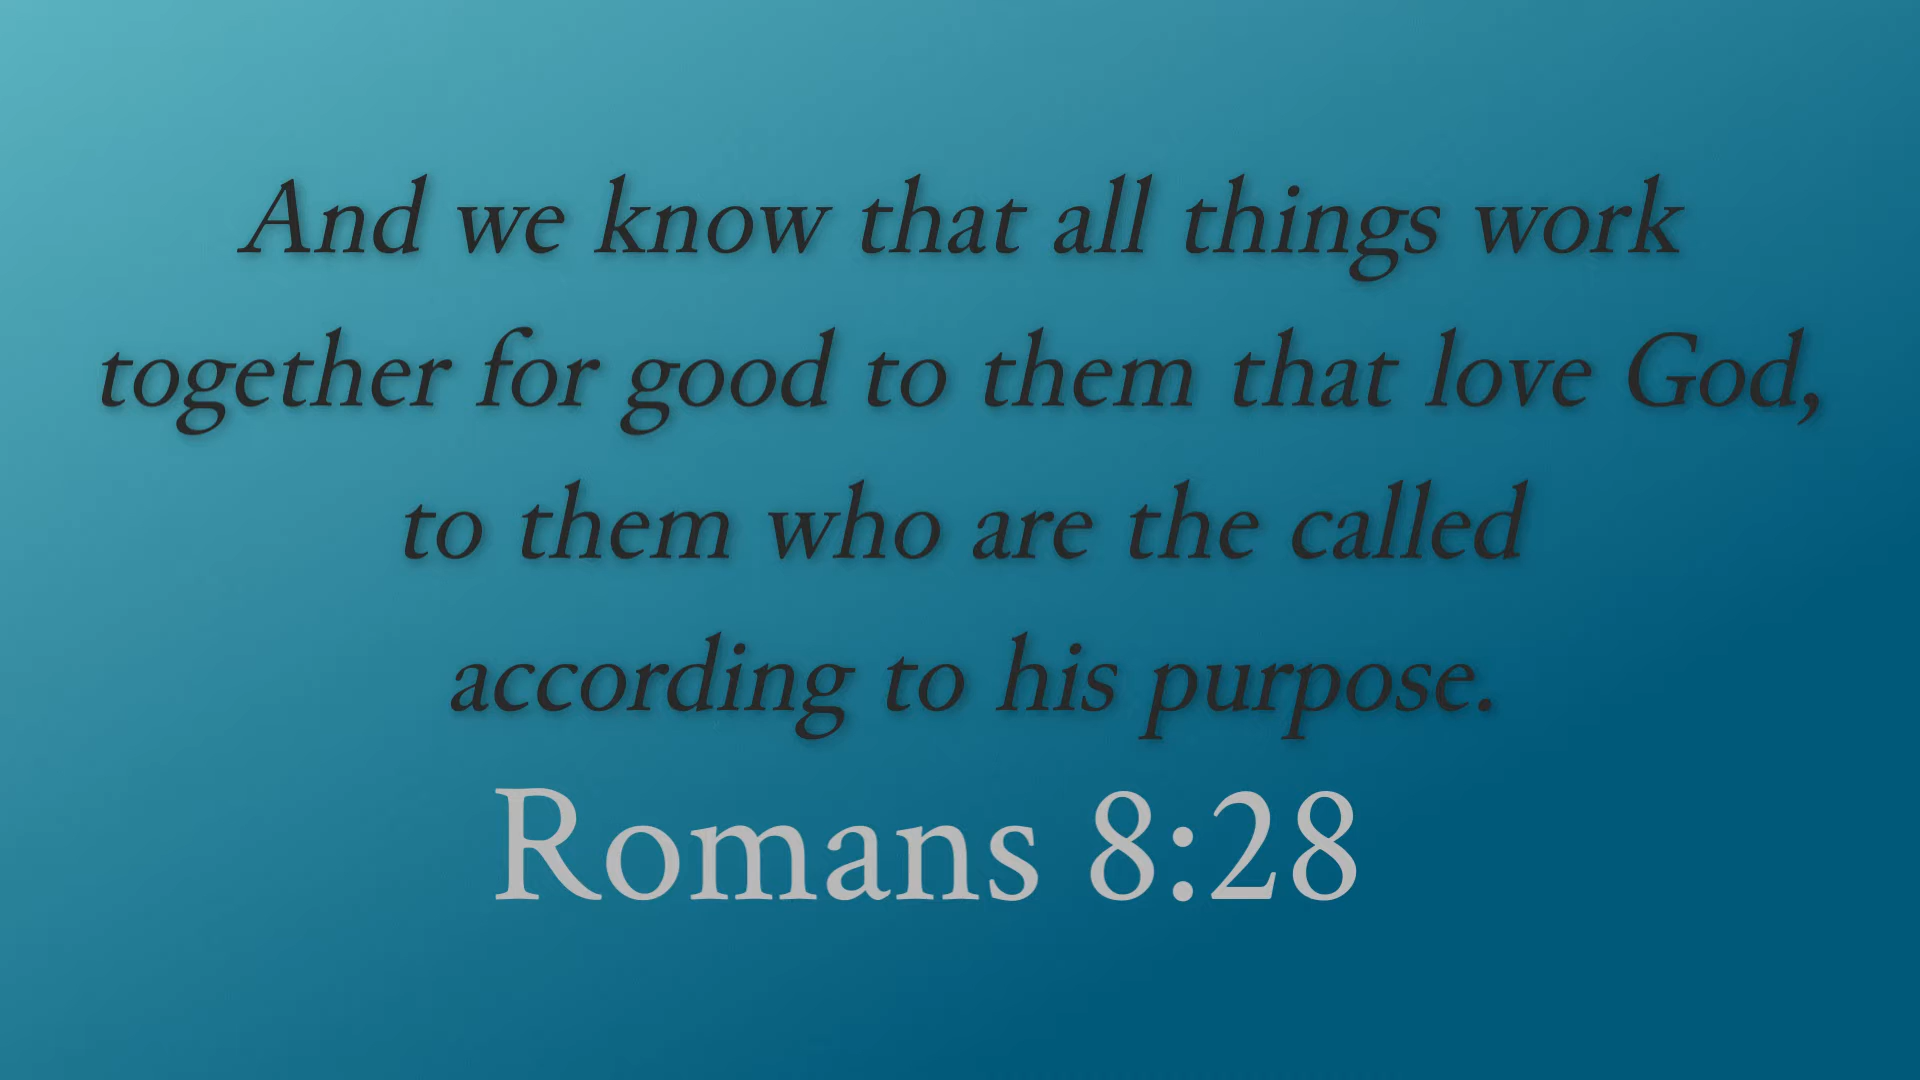 And we know that all things work
together for good to them that love God,
to them who are the called
according to his purpose.
Romans 8:28